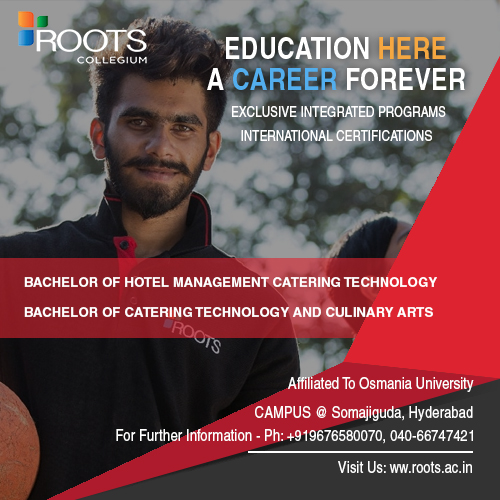 ROOTS
COLLEGIUM
EDUCATION HERE
A CAREER FOREVER
EXCLUSIVE INTEGRATED PROGRAMS
INTERNATIONAL CERTIFICATIONS
BACHELOR OF HOTEL MANAGEMENT CATERING TECHNOLOGY
BACHELOR OF CATERING TECHNOLOGY AND CULINARY ARTS
ROOTS
Affiliated To Osmania University
CAMPUS @ Somajiguda, Hyderabad
For Further Information - Ph: +919676580070, 040-66747421
Visit Us: ww.roots.ac.in